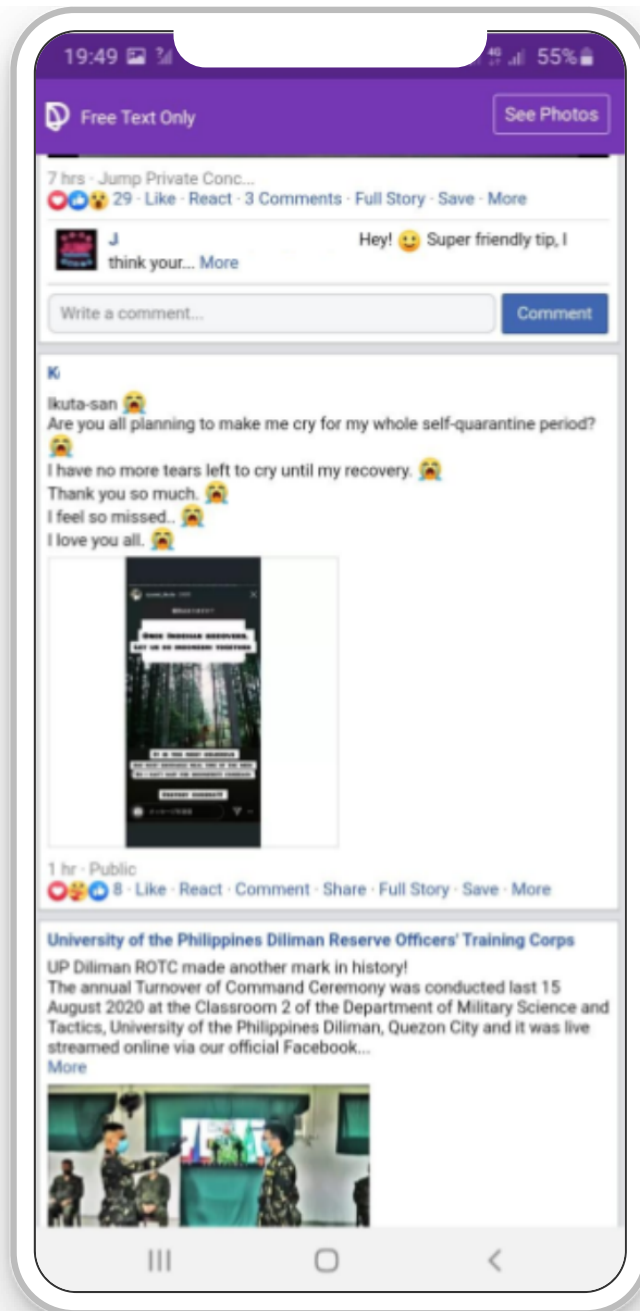 19:49
4G
55%
Free Text Only
See Photos
7 hrs · Jump Private Conc...
29 · Like · React · 3 Comments · Full Story · Save · More
J
Hey! 🙂 Super friendly tip, I
think your... More
Write a comment...
Comment
K
Ikuta-san 😭
Are you all planning to make me cry for my whole self-quarantine period?
😭
I have no more tears left to cry until my recovery. 😭
Thank you so much. 😭
I feel so missed.. 😭
I love you all. 😭
LET US DO
TOGETHER
1 hr · Public
8 · Like · React · Comment · Share · Full Story · Save · More
University of the Philippines Diliman Reserve Officers' Training Corps
UP Diliman ROTC made another mark in history!
The annual Turnover of Command Ceremony was conducted last 15
August 2020 at the Classroom 2 of the Department of Military Science and
Tactics, University of the Philippines Diliman, Quezon City and it was live
streamed online via our official Facebook...
More